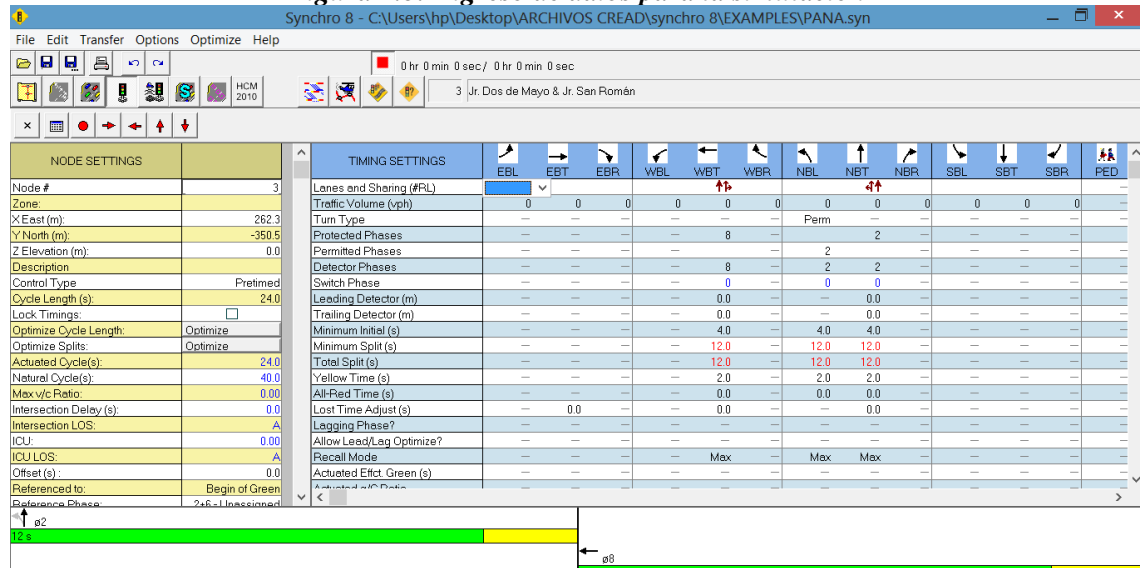 Synchro 8 - C:\Users\hp\Desktop\ARCHIVOS CREAD\synchro 8\EXAMPLES\PANA.syn
File Edit Transfer Options Optimize Help
0 hr 0 min 0 sec / 0 hr 0 min 0 sec
HCM 2010
3 Jr. Dos de Mayo & Jr. San Román
NODE SETTINGS
Node # 3
Zone:
X East (m): 262.3
Y North (m): -350.5
Z Elevation (m): 0.0
Description
Control Type Pretimed
Cycle Length (s): 24.0
Lock Timings:
Optimize Cycle Length: Optimize
Optimize Splits: Optimize
Actuated Cycle(s): 24.0
Natural Cycle(s): 40.0
Max v/c Ratio: 0.00
Intersection Delay (s): 0.0
Intersection LOS: A
ICU: 0.00
ICU LOS: A
Offset (s) : 0.0
Referenced to: Begin of Green
Reference Phase: 2+6 - Unassigned
TIMING SETTINGS EBL EBT EBR WBL WBT WBR NBL NBT NBR SBL SBT SBR PED
Lanes and Sharing (#RL) —
Traffic Volume (vph) 0 0 0 0 0 0 0 0 0 0 0 0 —
Turn Type — — — — — — Perm — — — — — —
Protected Phases — — — — 8 — — 2 — — — — —
Permitted Phases — — — — — — 2 — — — — — —
Detector Phases — — — — 8 — 2 2 — — — — —
Switch Phase — — — — 0 — 0 0 — — — — —
Leading Detector (m) — — — — 0.0 — — 0.0 — — — — —
Trailing Detector (m) — — — — 0.0 — — 0.0 — — — — —
Minimum Initial (s) — — — — 4.0 — 4.0 4.0 — — — — —
Minimum Split (s) — — — — 12.0 — 12.0 12.0 — — — — —
Total Split (s) — — — — 12.0 — 12.0 12.0 — — — — —
Yellow Time (s) — — — — 2.0 — 2.0 2.0 — — — — —
All-Red Time (s) — — — — 0.0 — 0.0 0.0 — — — — —
Lost Time Adjust (s) — 0.0 — — 0.0 — — 0.0 — — — — —
Lagging Phase? — — — — — — — — — — — — —
Allow Lead/Lag Optimize? — — — — — — — — — — — — —
Recall Mode — — — — Max — Max Max — — — — —
Actuated Effct. Green (s) — — — — — — — — — — — — —
Actuated g/C Ratio — — — — — — — — — — — — —
ø2
12 s
ø8